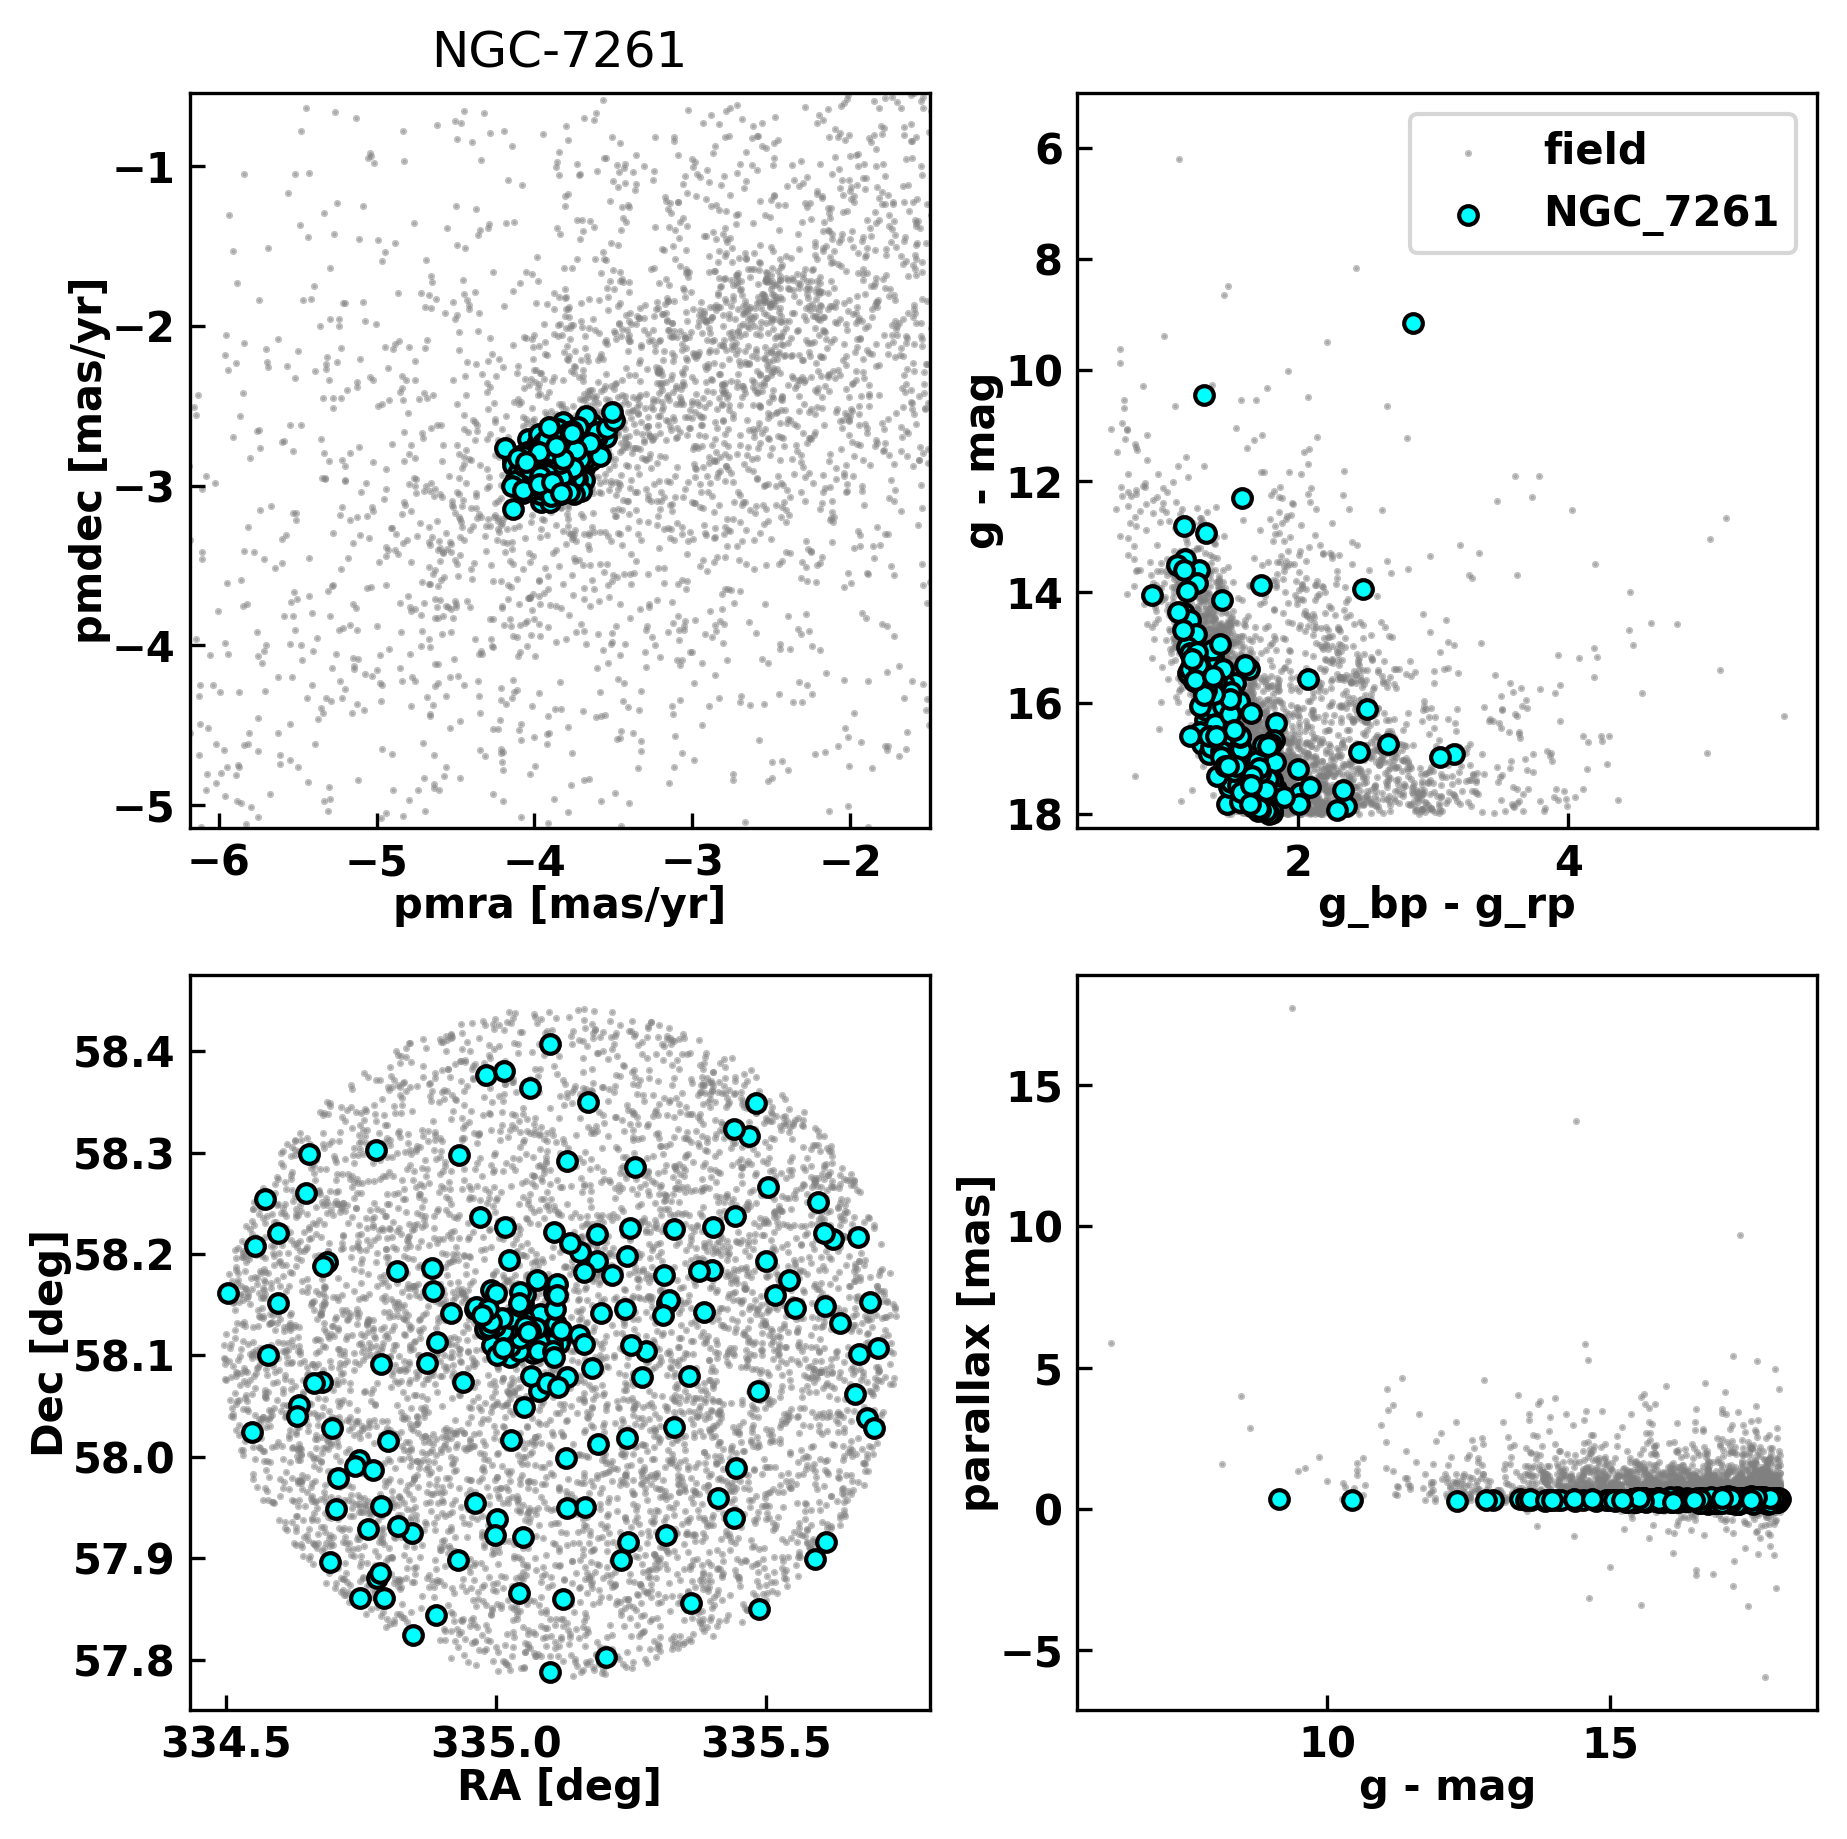 NGC-7261
−1
−2
−3
−4
−5
pmdec [mas/yr]
−6 −5 −4 −3 −2
pmra [mas/yr]
field
NGC_7261
6
8
10
12
14
16
18
g - mag
2 4
g_bp - g_rp
58.4
58.3
58.2
58.1
58.0
57.9
57.8
Dec [deg]
334.5 335.0 335.5
RA [deg]
15
10
5
0
−5
parallax [mas]
10 15
g - mag